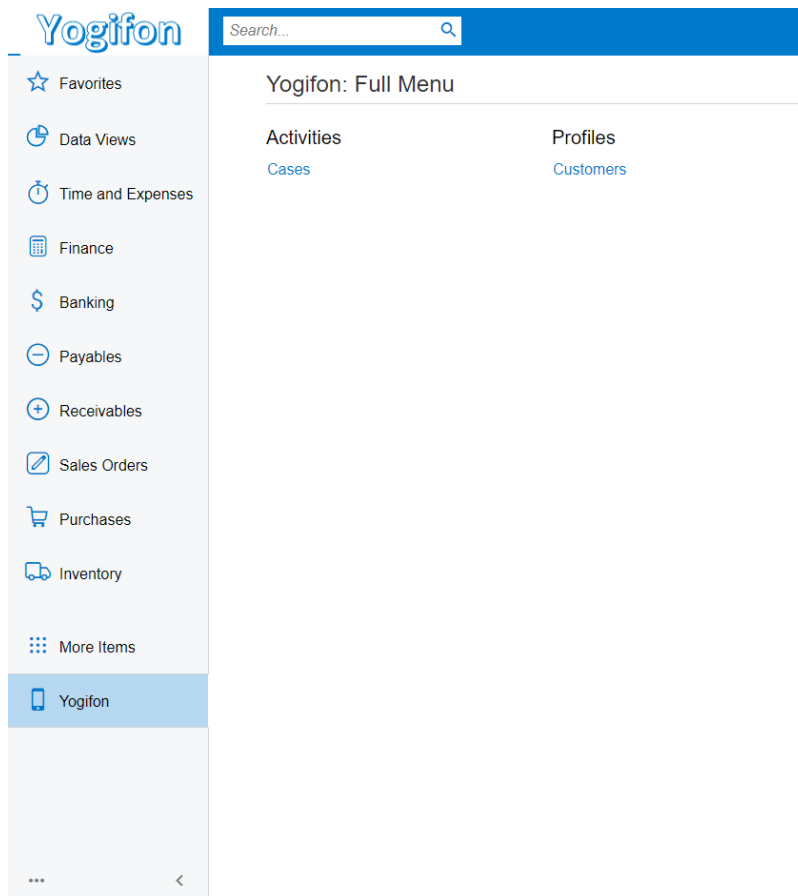 Yogifon
Search...
Favorites
Data Views
Time and Expenses
Finance
Banking
Payables
Receivables
Sales Orders
Purchases
Inventory
More Items
Yogifon
Yogifon: Full Menu
Activities
Cases
Profiles
Customers